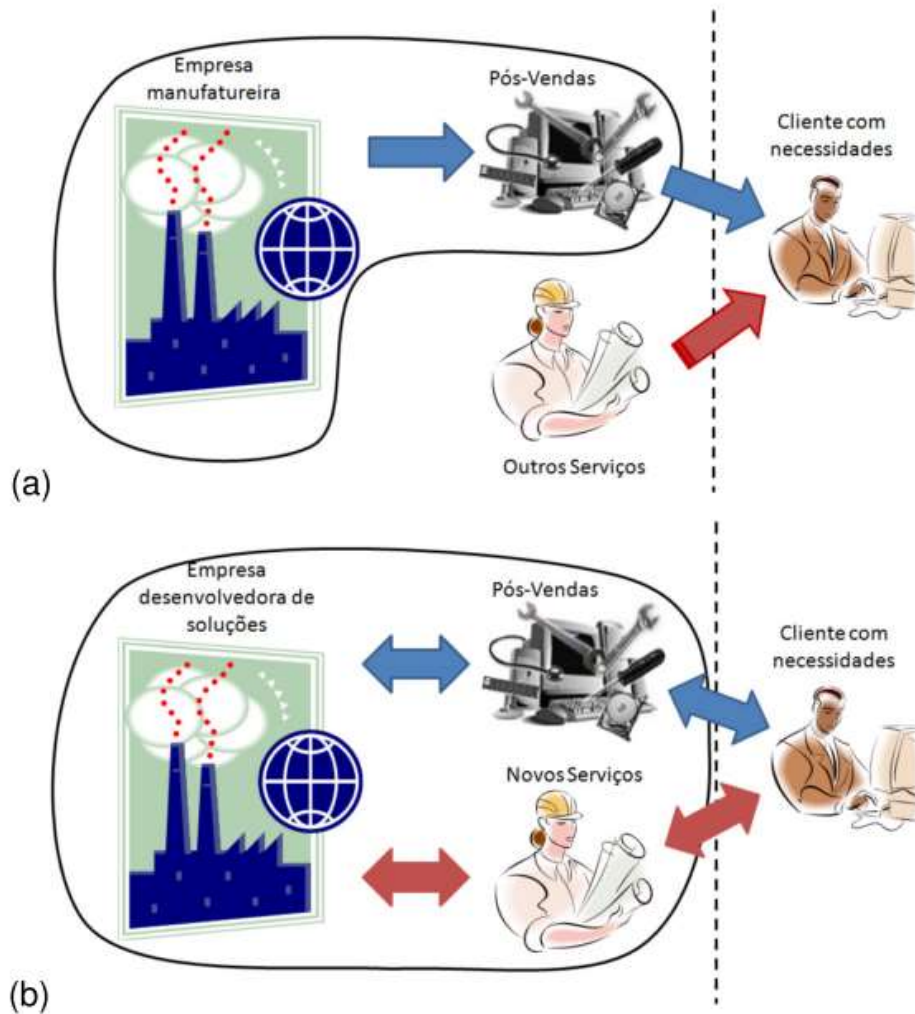 Empresa
manufatureira
Pós-Vendas
Cliente com
necessidades
Outros Serviços
(a)
Empresa
desenvolvedora de
soluções
Pós-Vendas
Cliente com
necessidades
Novos Serviços
(b)